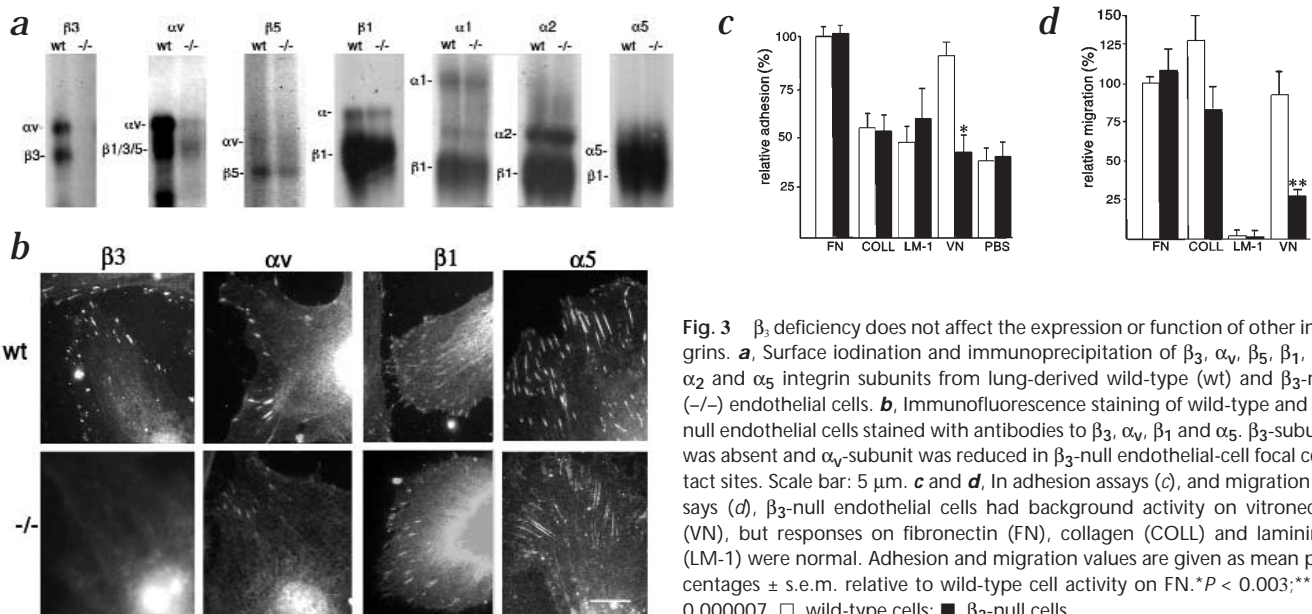 a
β3 αv β5 β1 α1 α2 α5
wt -/- wt -/- wt -/- wt -/- wt -/- wt -/- wt -/-
αv-
β3-
αv-
β1/3/5-
αv-
β5-
α-
β1-
α1-
β1-
α2-
β1-
α5-
β1-
b
β3 αv β1 α5
wt
-/-
c
relative adhesion (%)
100
75
50
25
*
FN COLL LM-1 VN PBS
d
relative migration (%)
150
125
100
75
50
25
**
FN COLL LM-1 VN
Fig. 3 β₃ deficiency does not affect the expression or function of other in
grins. a, Surface iodination and immunoprecipitation of β₃, αᵥ, β₅, β₁,
α₂ and α₅ integrin subunits from lung-derived wild-type (wt) and β₃-n
(–/–) endothelial cells. b, Immunofluorescence staining of wild-type and
null endothelial cells stained with antibodies to β₃, αᵥ, β₁ and α₅. β₃-subu
was absent and αᵥ-subunit was reduced in β₃-null endothelial-cell focal co
tact sites. Scale bar: 5 μm. c and d, In adhesion assays (c), and migration
says (d), β₃-null endothelial cells had background activity on vitronec
(VN), but responses on fibronectin (FN), collagen (COLL) and laminin
(LM-1) were normal. Adhesion and migration values are given as mean p
centages ± s.e.m. relative to wild-type cell activity on FN.*P < 0.003;**
0.000007. □, wild-type cells; ■, β₃-null cells.